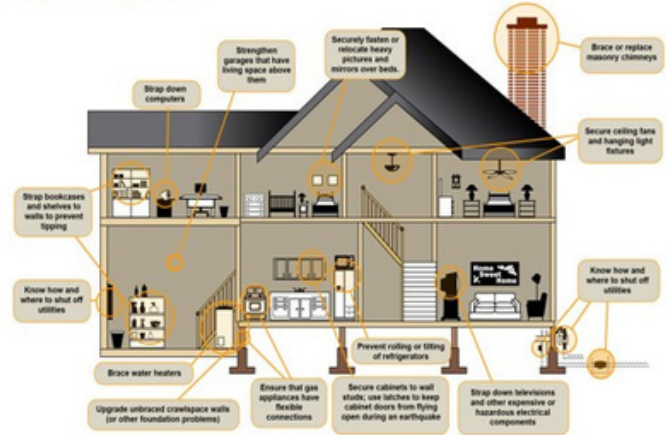 Strengthen
garages that have
living space above
them
Securely fasten or
relocate heavy
pictures and
mirrors over beds.
Brace or replace
masonry chimneys
Strap down
computers
Secure ceiling fans
and hanging light
fixtures
Strap bookcases
and shelves to
walls to prevent
tipping
Know how and
where to shut off
utilities
Home
Sweet
Home
Know how and
where to shut off
utilities
Brace water heaters
Prevent rolling or tilting
of refrigerators
Upgrade unbraced crawlspace walls
(or other foundation problems)
Ensure that gas
appliances have
flexible
connections
Secure cabinets to wall
studs; use latches to keep
cabinet doors from flying
open during an earthquake
Strap down televisions
and other expensive or
hazardous electrical
components